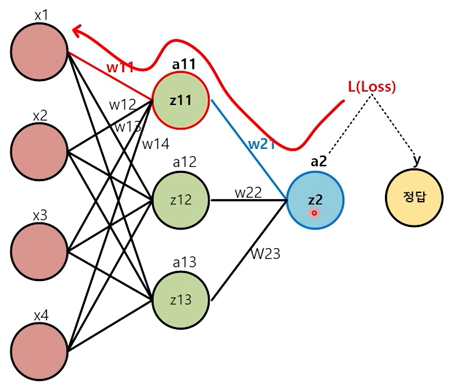 x1
x2
x3
x4
w11
w12
w13
w14
a11
z11
a12
z12
a13
z13
w21
w22
W23
a2
z2
L(Loss)
y
정답